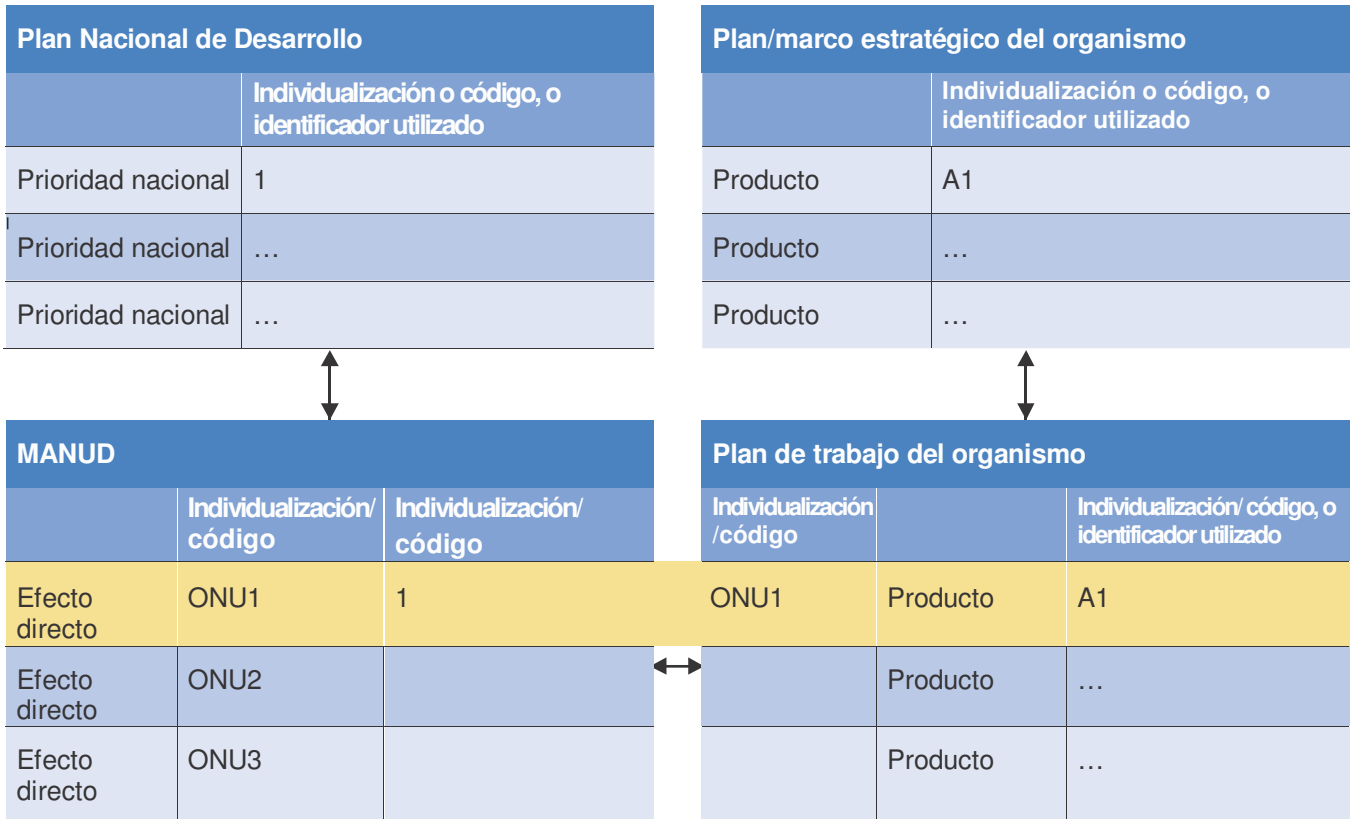 Plan Nacional de Desarrollo
Individualización o código, o
identificador utilizado
Prioridad nacional 1
Prioridad nacional …
Prioridad nacional …
Plan/marco estratégico del organismo
Individualización o código, o
identificador utilizado
Producto A1
Producto …
Producto …
MANUD
Individualización/
código
Individualización/
código
Efecto
directo
ONU1 1
Efecto
directo
ONU2
Efecto
directo
ONU3
Plan de trabajo del organismo
Individualización
/código
Individualización/ código, o
identificador utilizado
ONU1 Producto A1
Producto …
Producto …